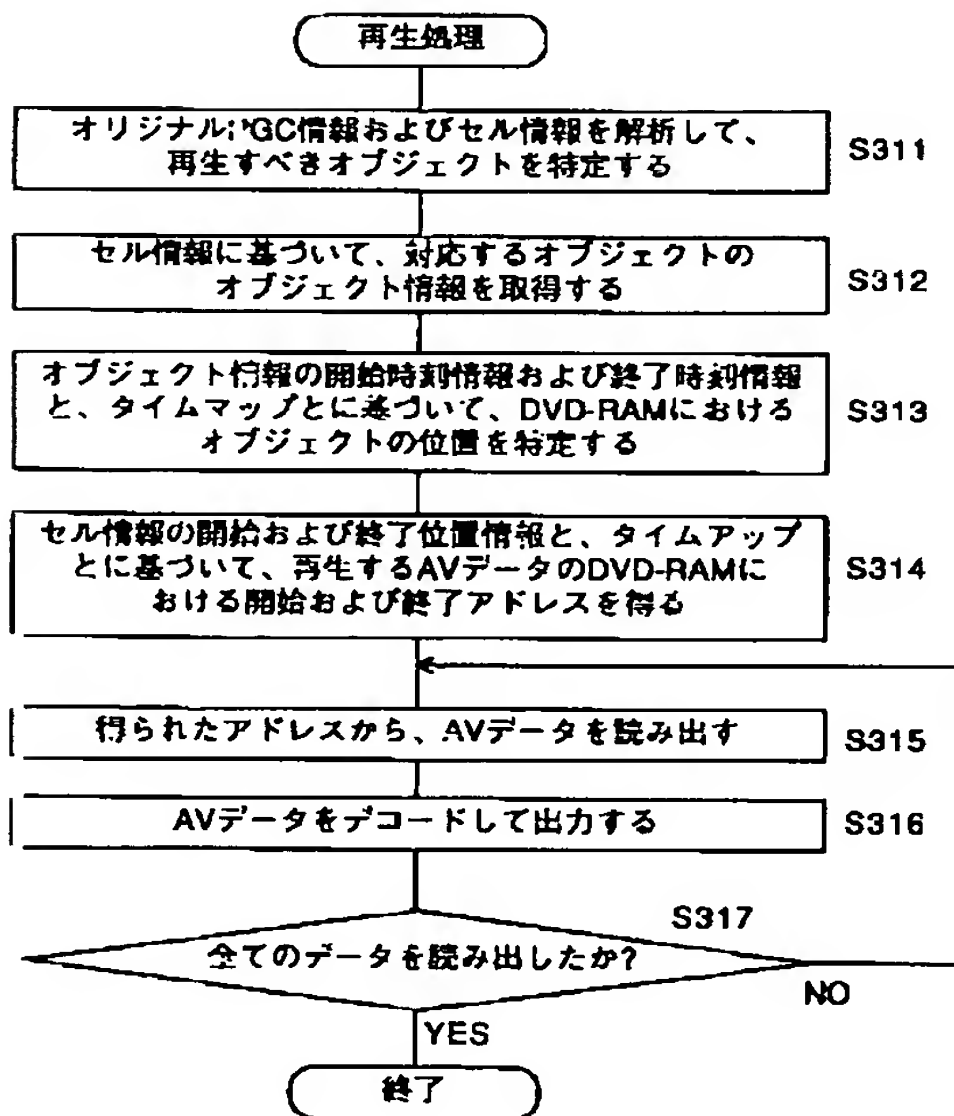 再生処理
オリジナルPGC情報およびセル情報を解析して、
再生すべきオブジェクトを特定する
S311
セル情報に基づいて、対応するオブジェクトの
オブジェクト情報を取得する
S312
オブジェクト情報の開始時刻情報および終了時刻情報
と、タイムマップとに基づいて、DVD-RAMにおける
オブジェクトの位置を特定する
S313
セル情報の開始および終了位置情報と、タイムアップ
とに基づいて、再生するAVデータのDVD-RAMに
おける開始および終了アドレスを得る
S314
得られたアドレスから、AVデータを読み出す
S315
AVデータをデコードして出力する
S316
S317
全てのデータを読み出したか?
NO
YES
終了